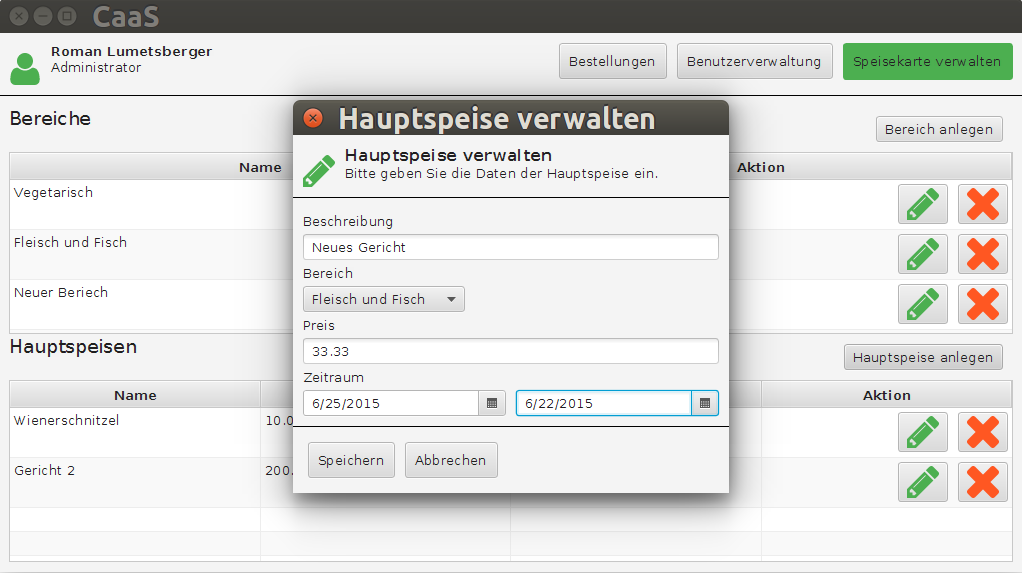 CaaS
Roman Lumetsberger
Administrator
Bestellungen
Benutzerverwaltung
Speisekarte verwalten
Bereiche
Bereich anlegen
Name
Aktion
Vegetarisch
Fleisch und Fisch
Neuer Beriech
Hauptspeisen
Hauptspeise anlegen
Name
Aktion
Wienerschnitzel
10.0
Gericht 2
200.
Hauptspeise verwalten
Hauptspeise verwalten
Bitte geben Sie die Daten der Hauptspeise ein.
Beschreibung
Neues Gericht
Bereich
Fleisch und Fisch
Preis
33.33
Zeitraum
6/25/2015
6/22/2015
Speichern
Abbrechen